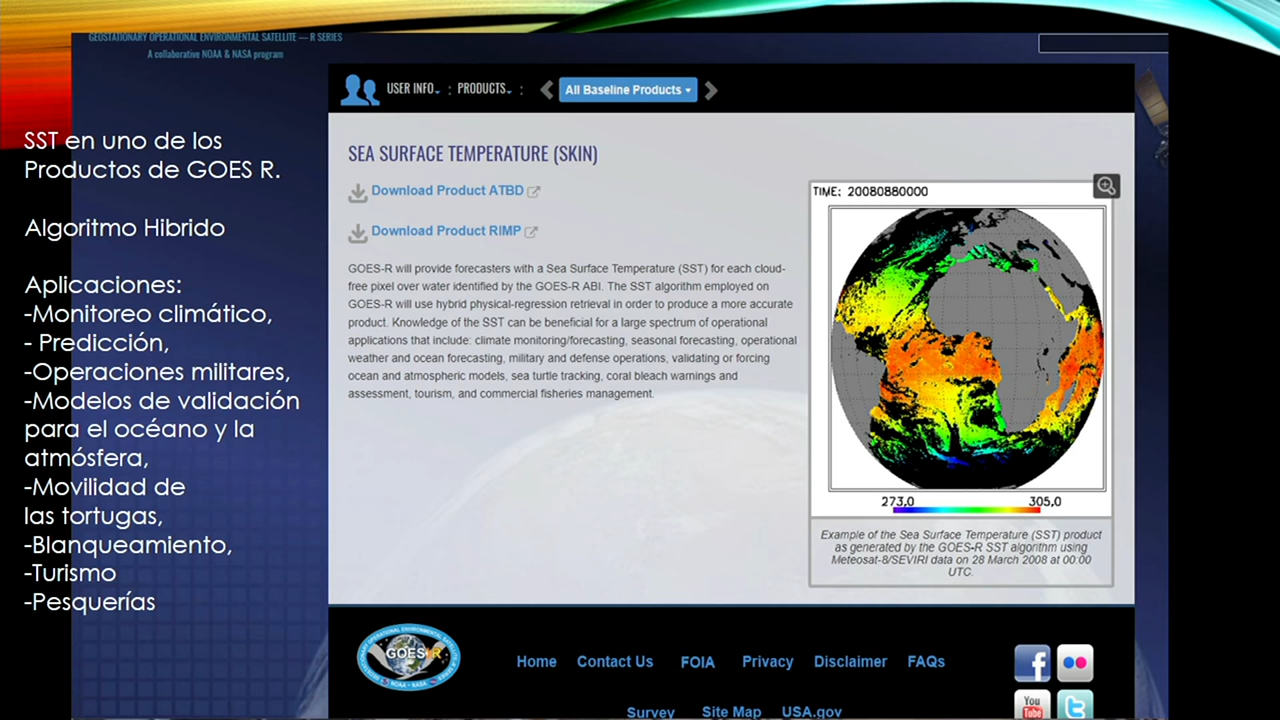 GEOSTATIONARY OPERATIONAL ENVIRONMENTAL SATELLITE — R SERIES
A collaborative NOAA & NASA program
USER INFO : PRODUCTS :
All Baseline Products
SST en uno de los
Productos de GOES R.
Algoritmo Hibrido
Aplicaciones:
-Monitoreo climático,
- Predicción,
-Operaciones militares,
-Modelos de validación
para el océano y la
atmósfera,
-Movilidad de
las tortugas,
-Blanqueamiento,
-Turismo
-Pesquerías
SEA SURFACE TEMPERATURE (SKIN)
Download Product ATBD
Download Product RIMP
GOES-R will provide forecasters with a Sea Surface Temperature (SST) for each cloud-
free pixel over water identified by the GOES-R ABI. The SST algorithm employed on
GOES-R will use hybrid physical-regression retrieval in order to produce a more accurate
product. Knowledge of the SST can be beneficial for a large spectrum of operational
applications that include: climate monitoring/forecasting, seasonal forecasting, operational
weather and ocean forecasting, military and defense operations, validating or forcing
ocean and atmospheric models, sea turtle tracking, coral bleach warnings and
assessment, tourism, and commercial fisheries management.
TIME: 20080880000
273,0 305,0
Example of the Sea Surface Temperature (SST) product
as generated by the GOES-R SST algorithm using
Meteosat-8/SEVIRI data on 28 March 2008 at 00:00
UTC.
GOES R
NOAA - NASA
Home Contact Us FOIA Privacy Disclaimer FAQs
Survey Site Map USA.gov
You
Tube